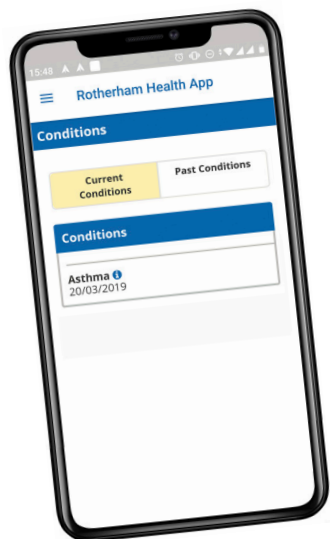 15:48
Rotherham Health App
Conditions
Current
Conditions
Past Conditions
Conditions
Asthma
20/03/2019